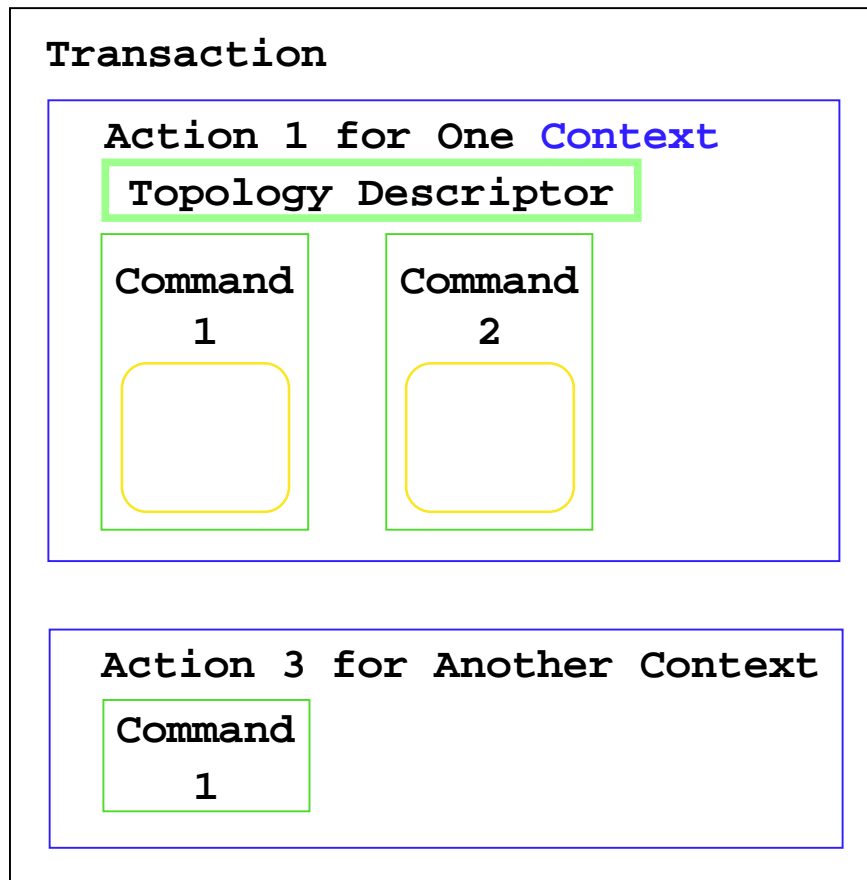 Transaction
Action 1 for One Context
Topology Descriptor
Command
1
Command
2
Action 3 for Another Context
Command
1